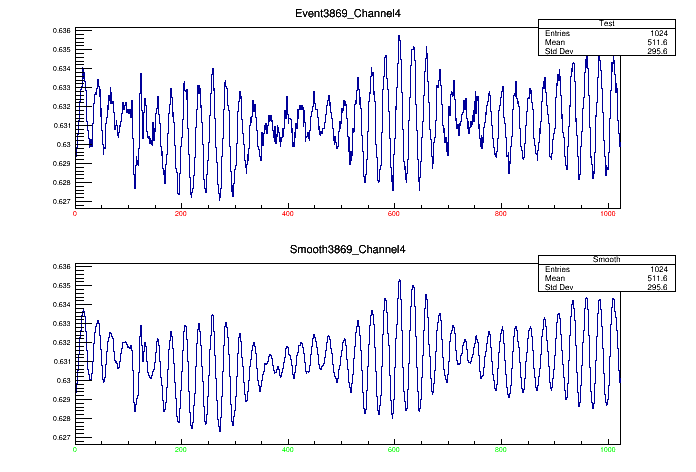 Event3869_Channel4
Test
Entries 1024
Mean 511.6
Std Dev 295.6
0.636
0.635
0.634
0.633
0.632
0.631
0.63
0.629
0.628
0.627
0 200 400 600 800 1000
Smooth3869_Channel4
Smooth
Entries 1024
Mean 511.6
Std Dev 295.6
0.636
0.635
0.634
0.633
0.632
0.631
0.63
0.629
0.628
0.627
0 200 400 600 800 1000